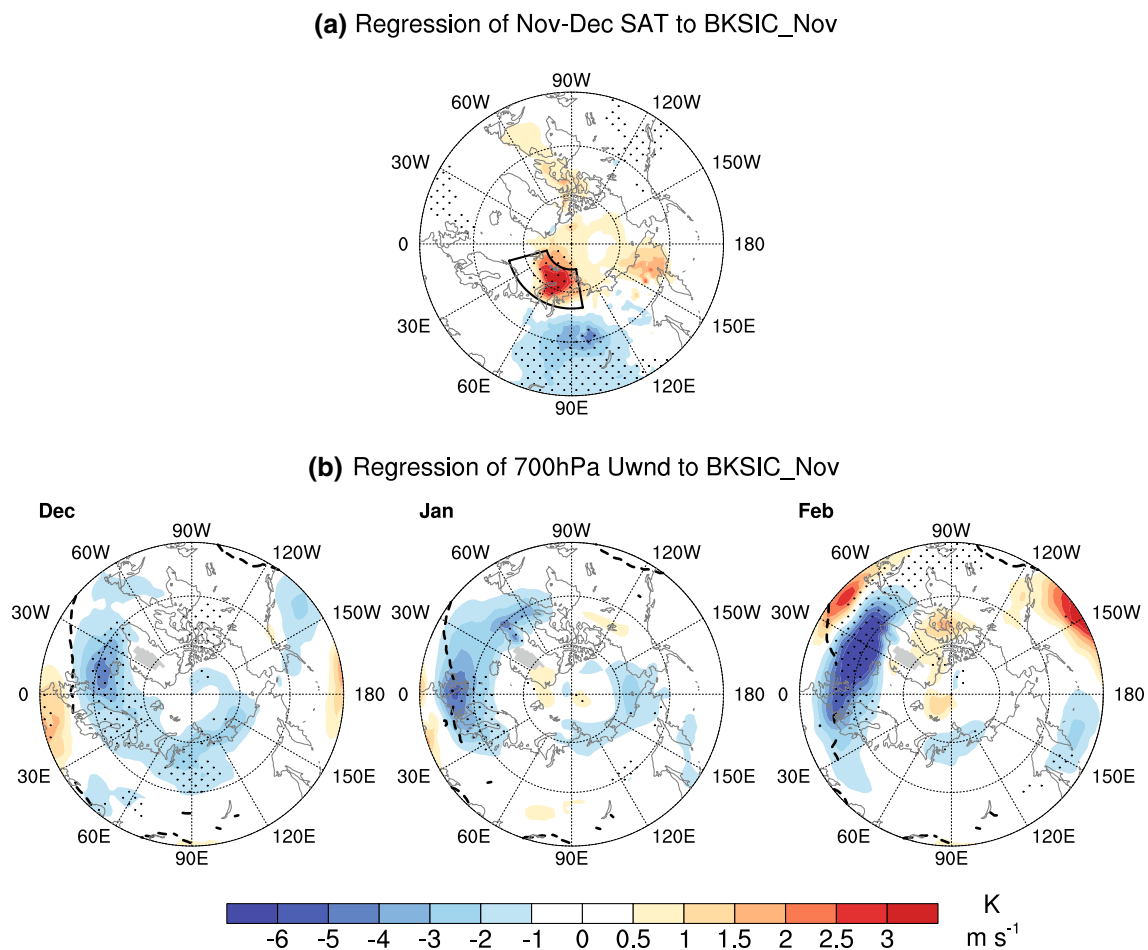 (a) Regression of Nov-Dec SAT to BKSIC_Nov
90W
60W 120W
30W 150W
0 180
30E 150E
60E 120E
90E
(b) Regression of 700hPa Uwnd to BKSIC_Nov
Dec Jan Feb
90W 90W 90W
60W 120W 60W 120W 60W 120W
30W 150W 30W 150W 30W 150W
0 180 0 180 0 180
30E 150E 30E 150E 30E 150E
60E 120E 60E 120E 60E 120E
90E 90E 90E
K
-6 -5 -4 -3 -2 -1 0 0.5 1 1.5 2 2.5 3 m s⁻¹